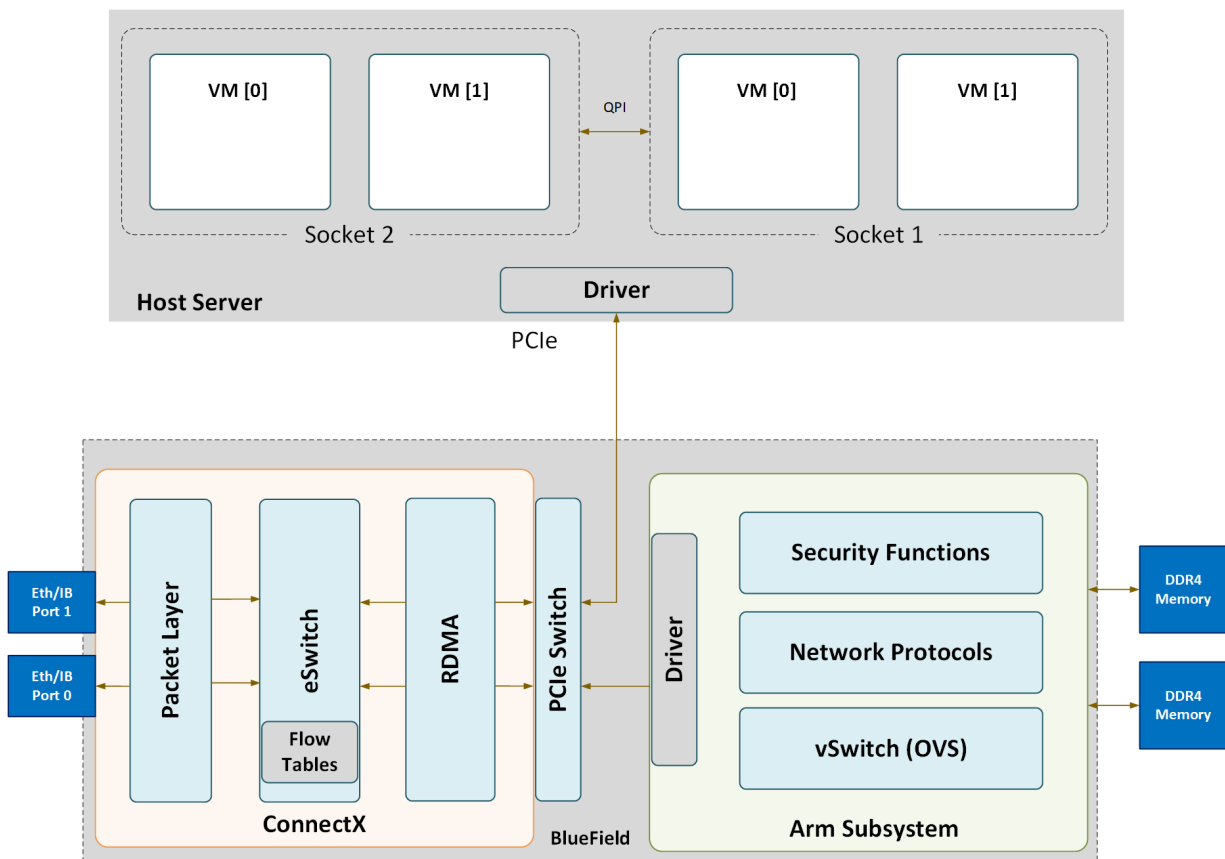 VM [0]
VM [1]
QPI
VM [0]
VM [1]
Socket 2
Socket 1
Driver
Host Server
PCIe
Eth/IB
Port 1
Eth/IB
Port 0
Packet Layer
eSwitch
Flow
Tables
RDMA
ConnectX
PCIe Switch
BlueField
Driver
Security Functions
Network Protocols
vSwitch (OVS)
Arm Subsystem
DDR4
Memory
DDR4
Memory